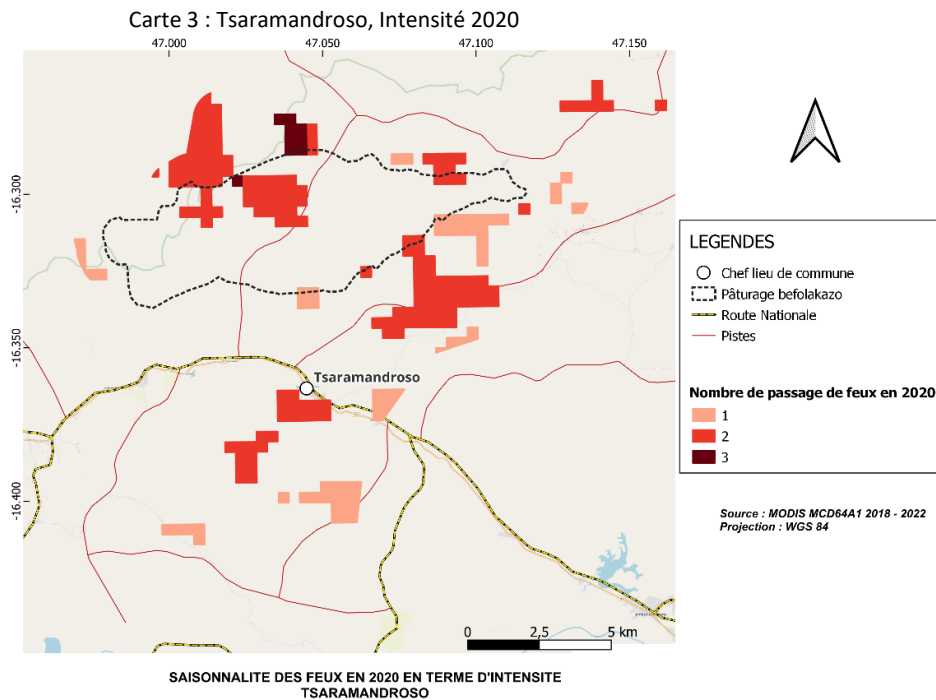 Carte 3 : Tsaramandroso, Intensité 2020
47.000 47.050 47.100 47.150
-16.300
-16.350
-16.400
Tsaramandroso
LEGENDES
Chef lieu de commune
Pâturage befolakazo
Route Nationale
Pistes
Nombre de passage de feux en 2020
1
2
3
Source : MODIS MCD64A1 2018 - 2022
Projection : WGS 84
0 2,5 5 km
SAISONNALITE DES FEUX EN 2020 EN TERME D'INTENSITE
TSARAMANDROSO